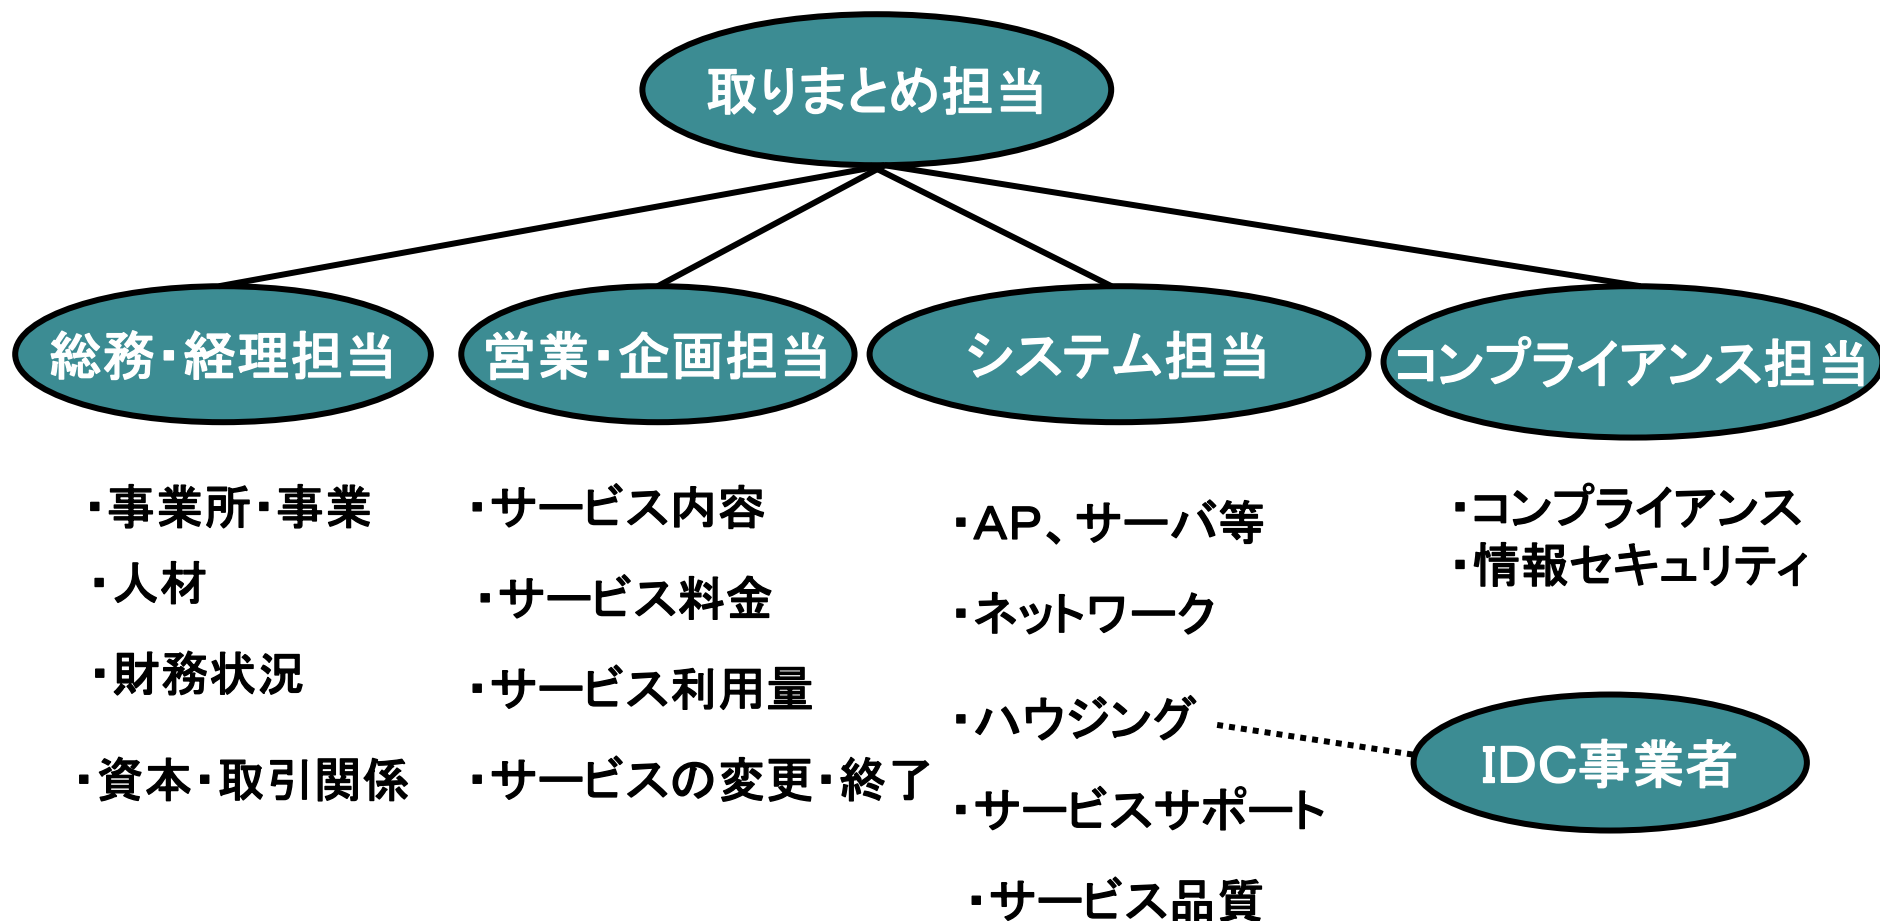 取りまとめ担当
総務・経理担当
営業・企画担当
システム担当
コンプライアンス担当
・事業所・事業
・人材
・財務状況
・資本・取引関係
・サービス内容
・サービス料金
・サービス利用量
・サービスの変更・終了
・AP、サーバ等
・ネットワーク
・ハウジング
・サービスサポート
・サービス品質
・コンプライアンス
・情報セキュリティ
IDC事業者